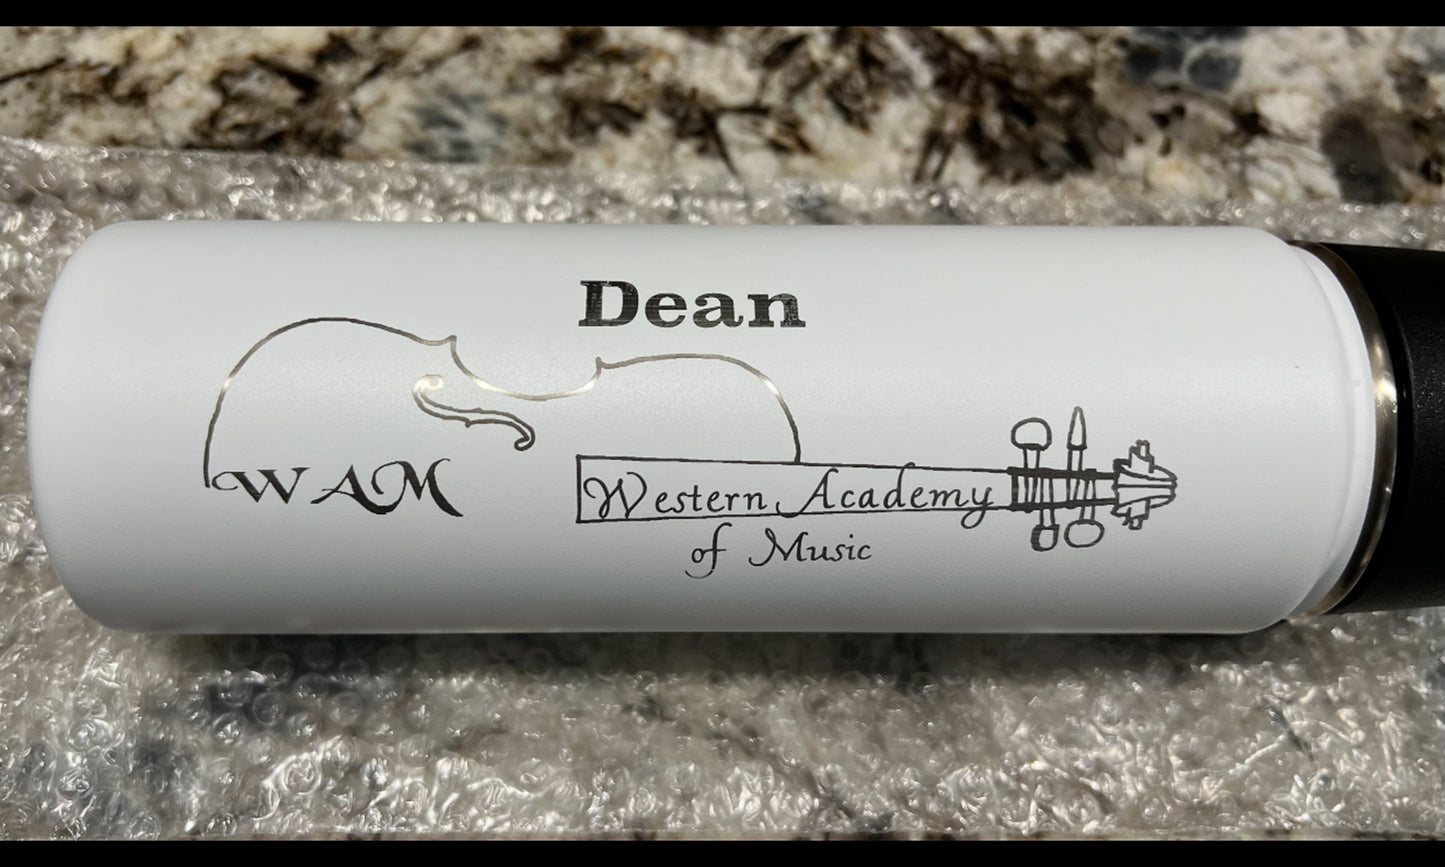 Dean
WAM
Western Academy
of Music